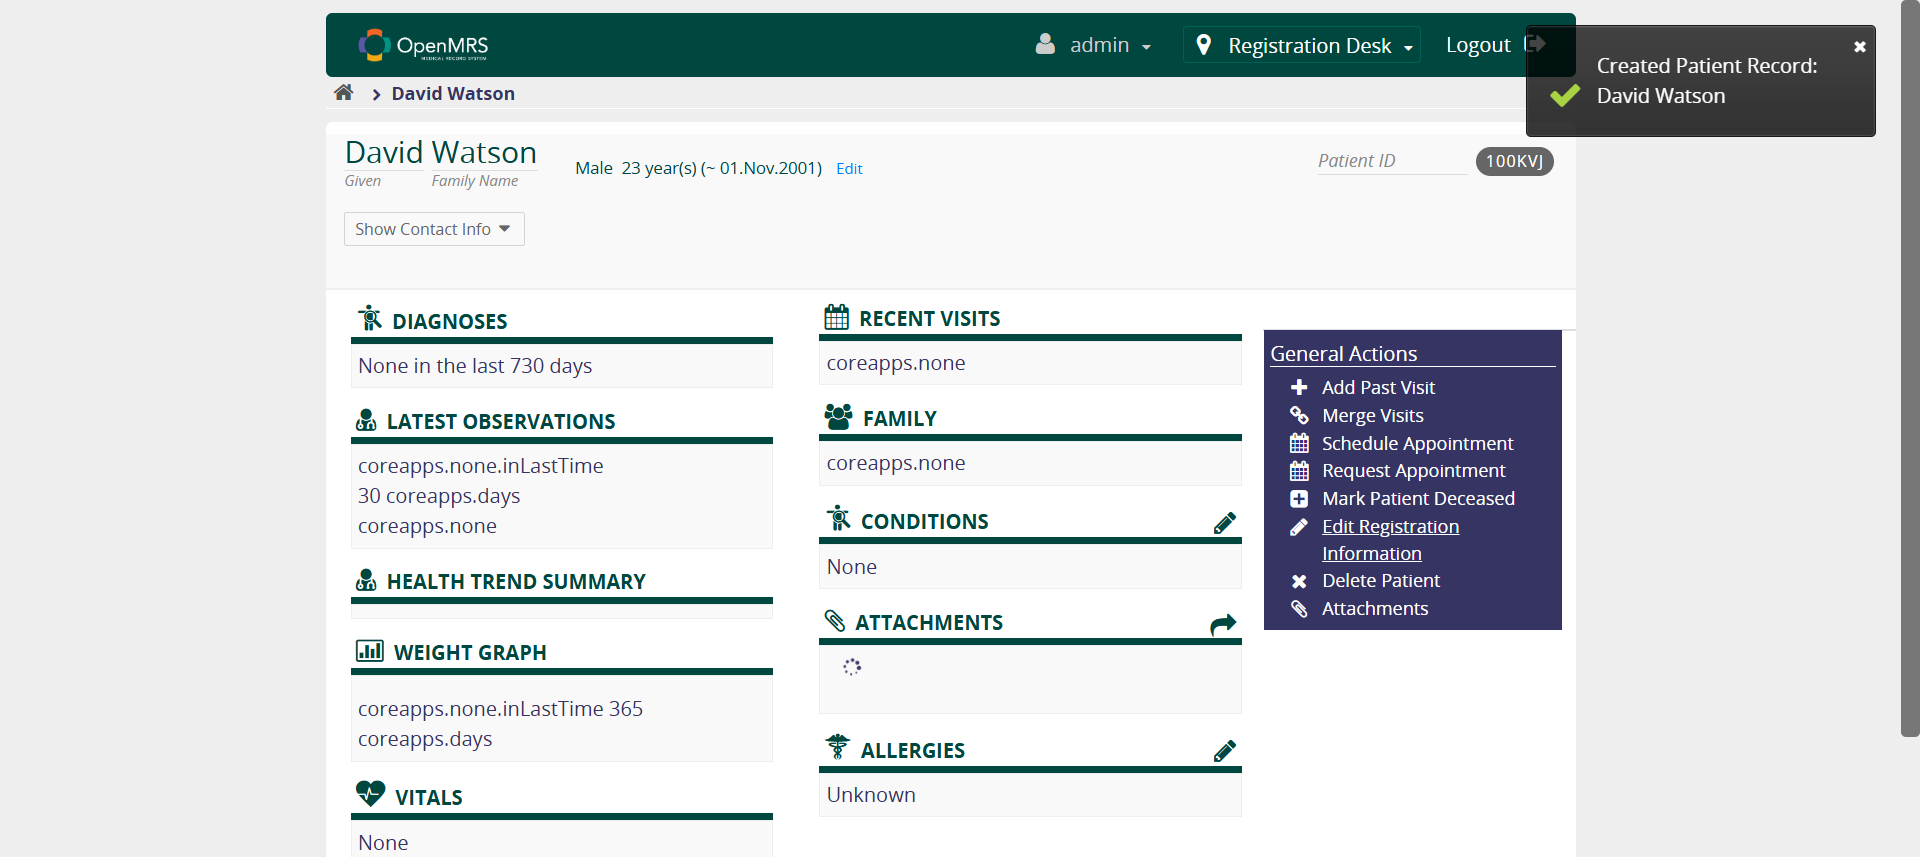 OpenMRS
MEDICAL RECORD SYSTEM
admin
Registration Desk
Logout
Created Patient Record:
David Watson
David Watson
David Watson
Given
Family Name
Male 23 year(s) (~ 01.Nov.2001) Edit
Patient ID
100KVJ
Show Contact Info
DIAGNOSES
None in the last 730 days
LATEST OBSERVATIONS
coreapps.none.inLastTime
30 coreapps.days
coreapps.none
HEALTH TREND SUMMARY
WEIGHT GRAPH
coreapps.none.inLastTime 365
coreapps.days
VITALS
None
RECENT VISITS
coreapps.none
FAMILY
coreapps.none
CONDITIONS
None
ATTACHMENTS
ALLERGIES
Unknown
General Actions
Add Past Visit
Merge Visits
Schedule Appointment
Request Appointment
Mark Patient Deceased
Edit Registration
Information
Delete Patient
Attachments